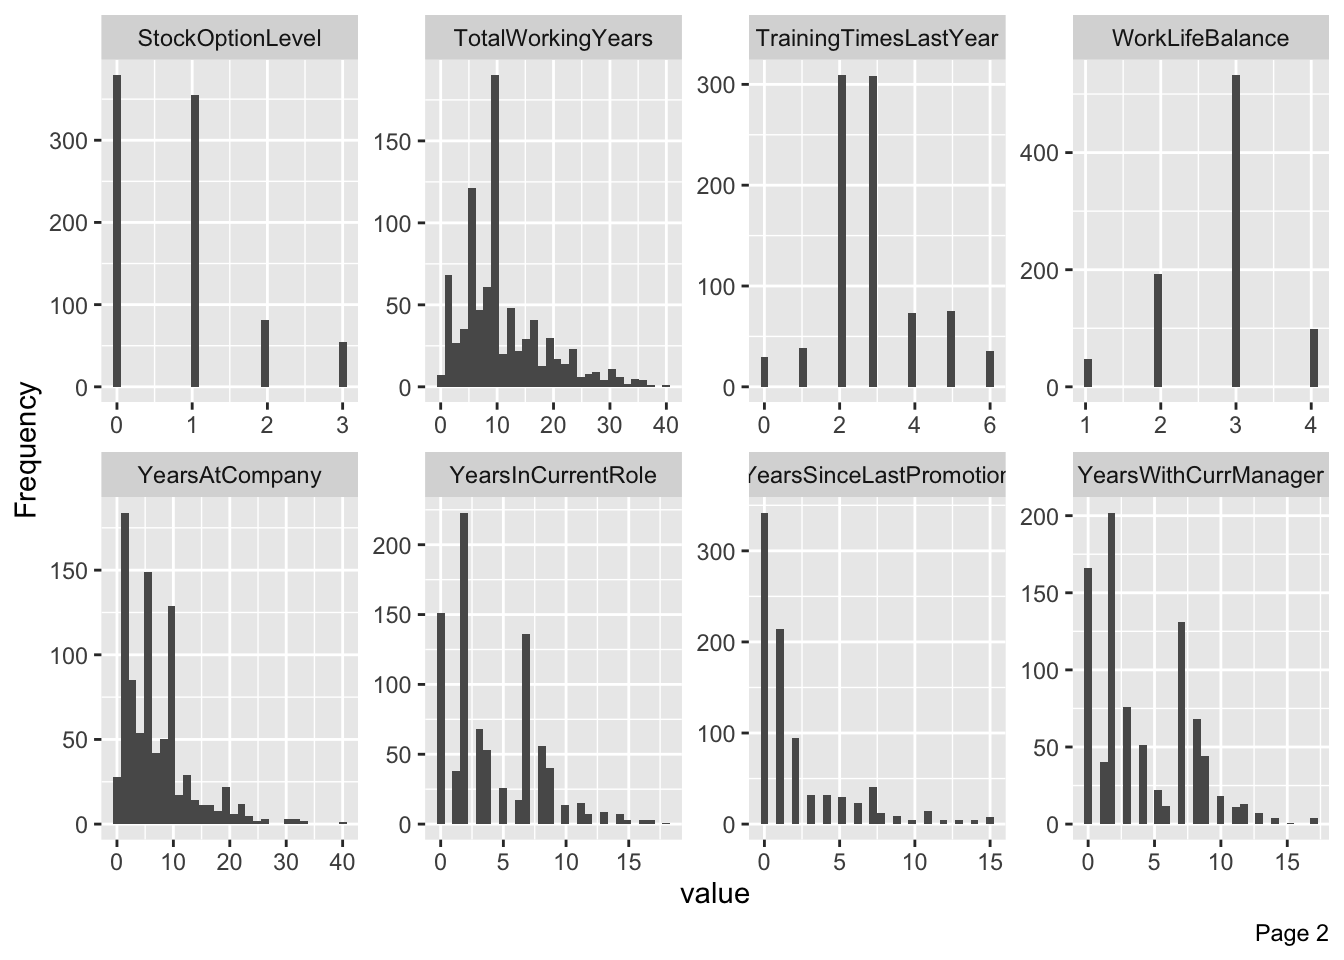 StockOptionLevel
TotalWorkingYears
TrainingTimesLastYear
WorkLifeBalance
300
200
100
0
0 1 2 3
150
100
50
0
0 10 20 30 40
300
200
100
0
0 2 4 6
400
200
0
1 2 3 4
YearsAtCompany
YearsInCurrentRole
YearsSinceLastPromotion
YearsWithCurrManager
150
100
50
0
0 10 20 30 40
200
150
100
50
0
0 5 10 15
300
200
100
0
0 5 10 15
200
150
100
50
0
0 5 10 15
Frequency
value
Page 2